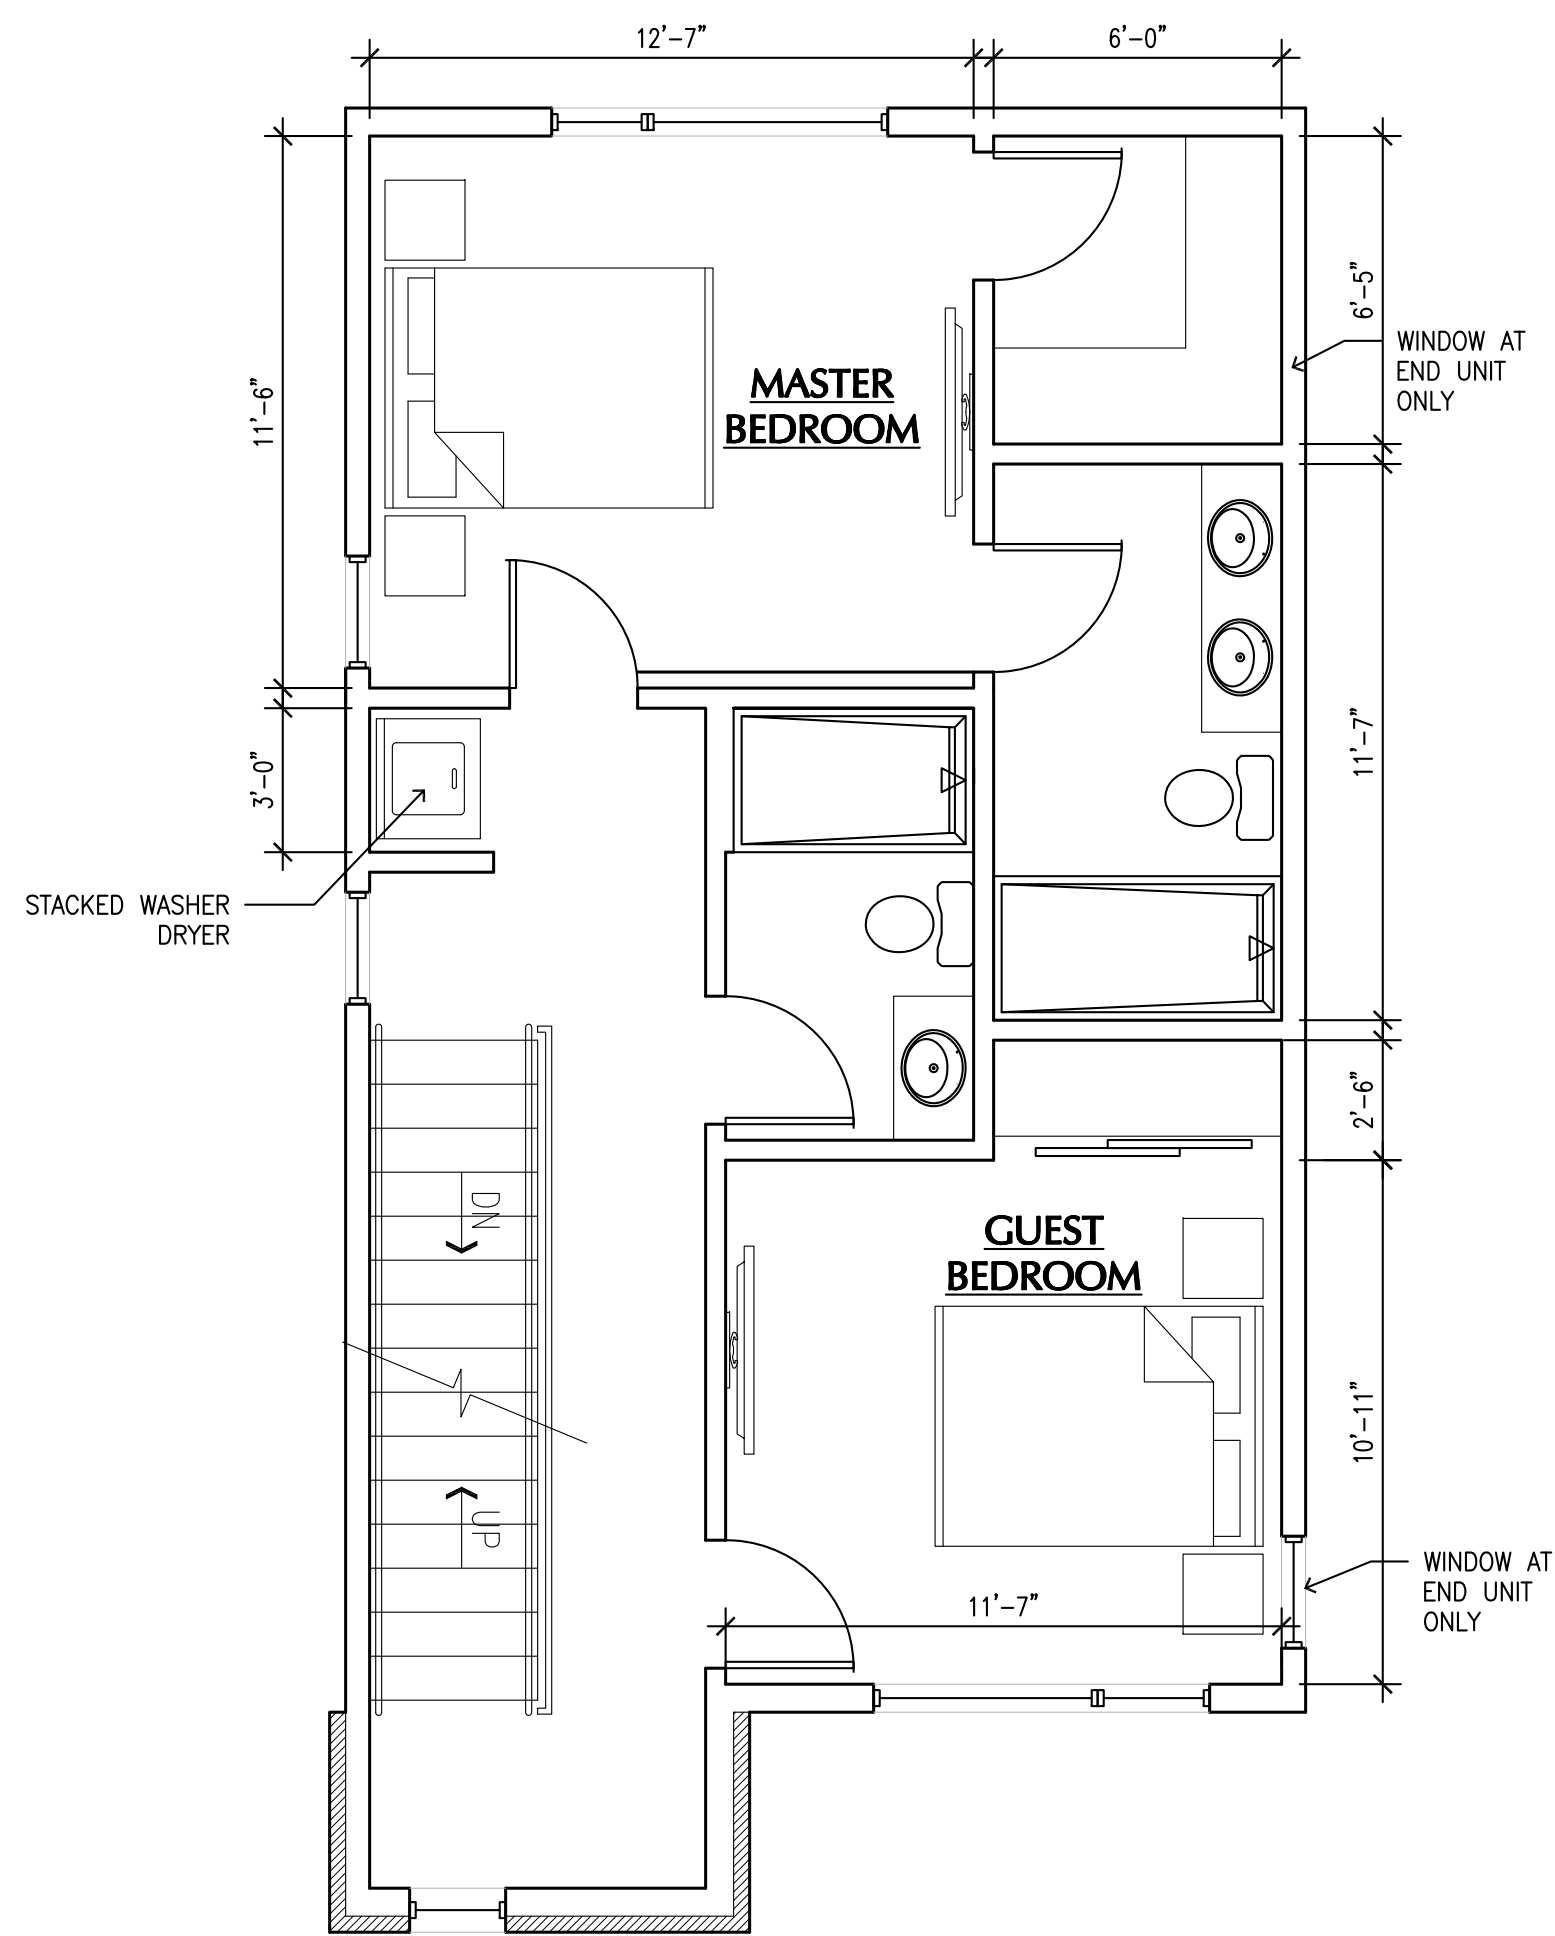 12'-7"
6'-0"
6'-5"
WINDOW AT
END UNIT
ONLY
11'-6"
MASTER
BEDROOM
11'-7"
3'-0"
STACKED WASHER
DRYER
2'-6"
DN
GUEST
BEDROOM
10'-11"
UP
WINDOW AT
END UNIT
ONLY
11'-7"